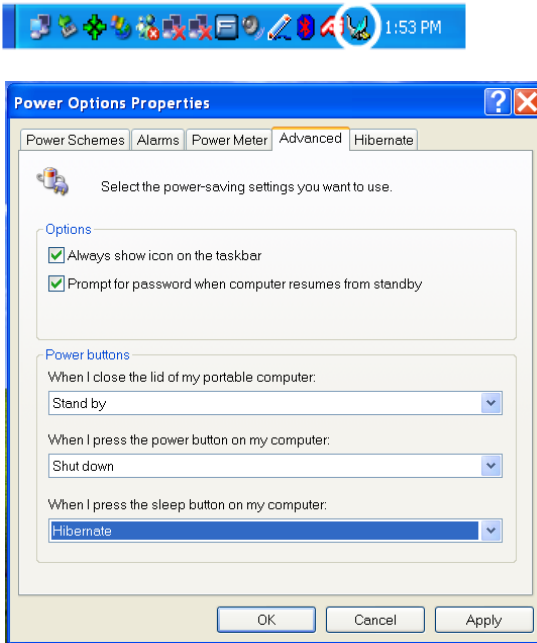 1:53 PM
Power Options Properties
Power Schemes Alarms Power Meter Advanced Hibernate
Select the power-saving settings you want to use.
Options
Always show icon on the taskbar
Prompt for password when computer resumes from standby
Power buttons
When I close the lid of my portable computer:
Stand by
When I press the power button on my computer:
Shut down
When I press the sleep button on my computer:
Hibernate
OK Cancel Apply